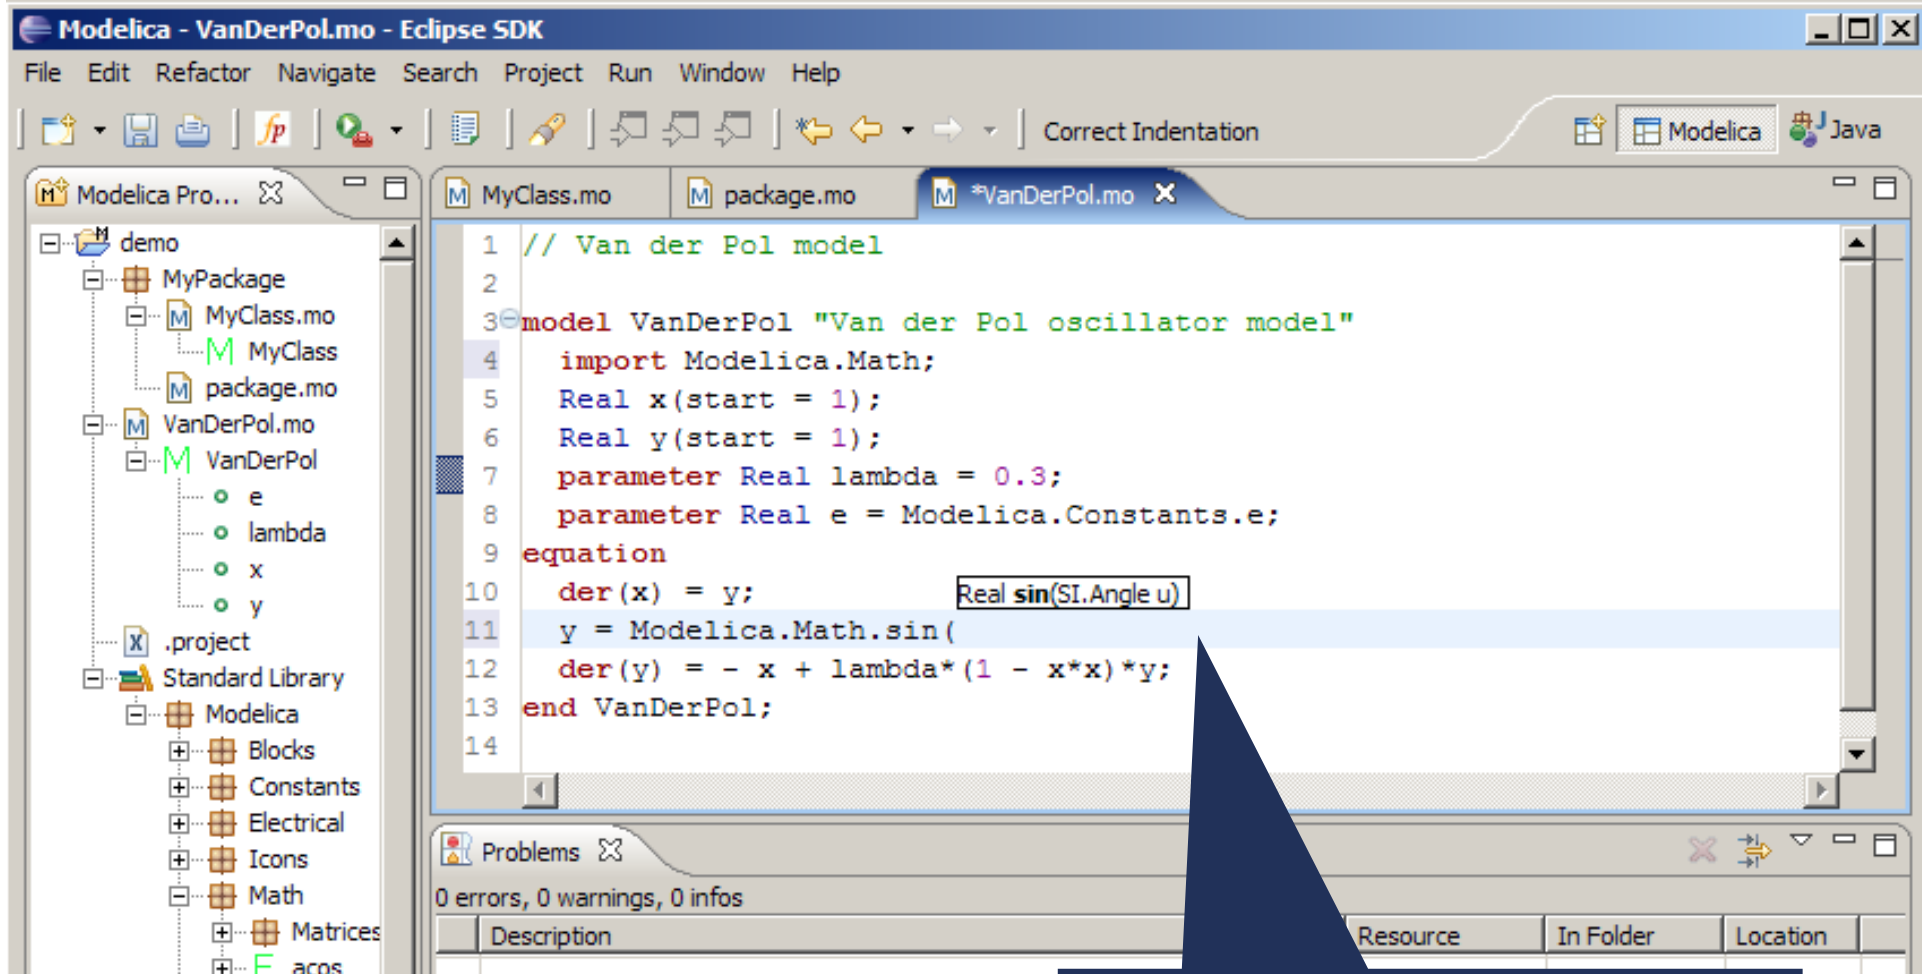 Modelica - VanDerPol.mo - Eclipse SDK
File Edit Refactor Navigate Search Project Run Window Help
fp Correct Indentation Modelica Java
Modelica Pro...
demo
MyPackage
MyClass.mo
MyClass
package.mo
VanDerPol.mo
VanDerPol
e
lambda
x
y
.project
Standard Library
Modelica
Blocks
Constants
Electrical
Icons
Math
Matrices
acos
MyClass.mo package.mo *VanDerPol.mo
1 // Van der Pol model
2
3 model VanDerPol "Van der Pol oscillator model"
4 import Modelica.Math;
5 Real x(start = 1);
6 Real y(start = 1);
7 parameter Real lambda = 0.3;
8 parameter Real e = Modelica.Constants.e;
9 equation
10 der(x) = y;
Real sin(SI.Angle u)
11 y = Modelica.Math.sin(
12 der(y) = - x + lambda*(1 - x*x)*y;
13 end VanDerPol;
14
Problems
0 errors, 0 warnings, 0 infos
Description Resource In Folder Location